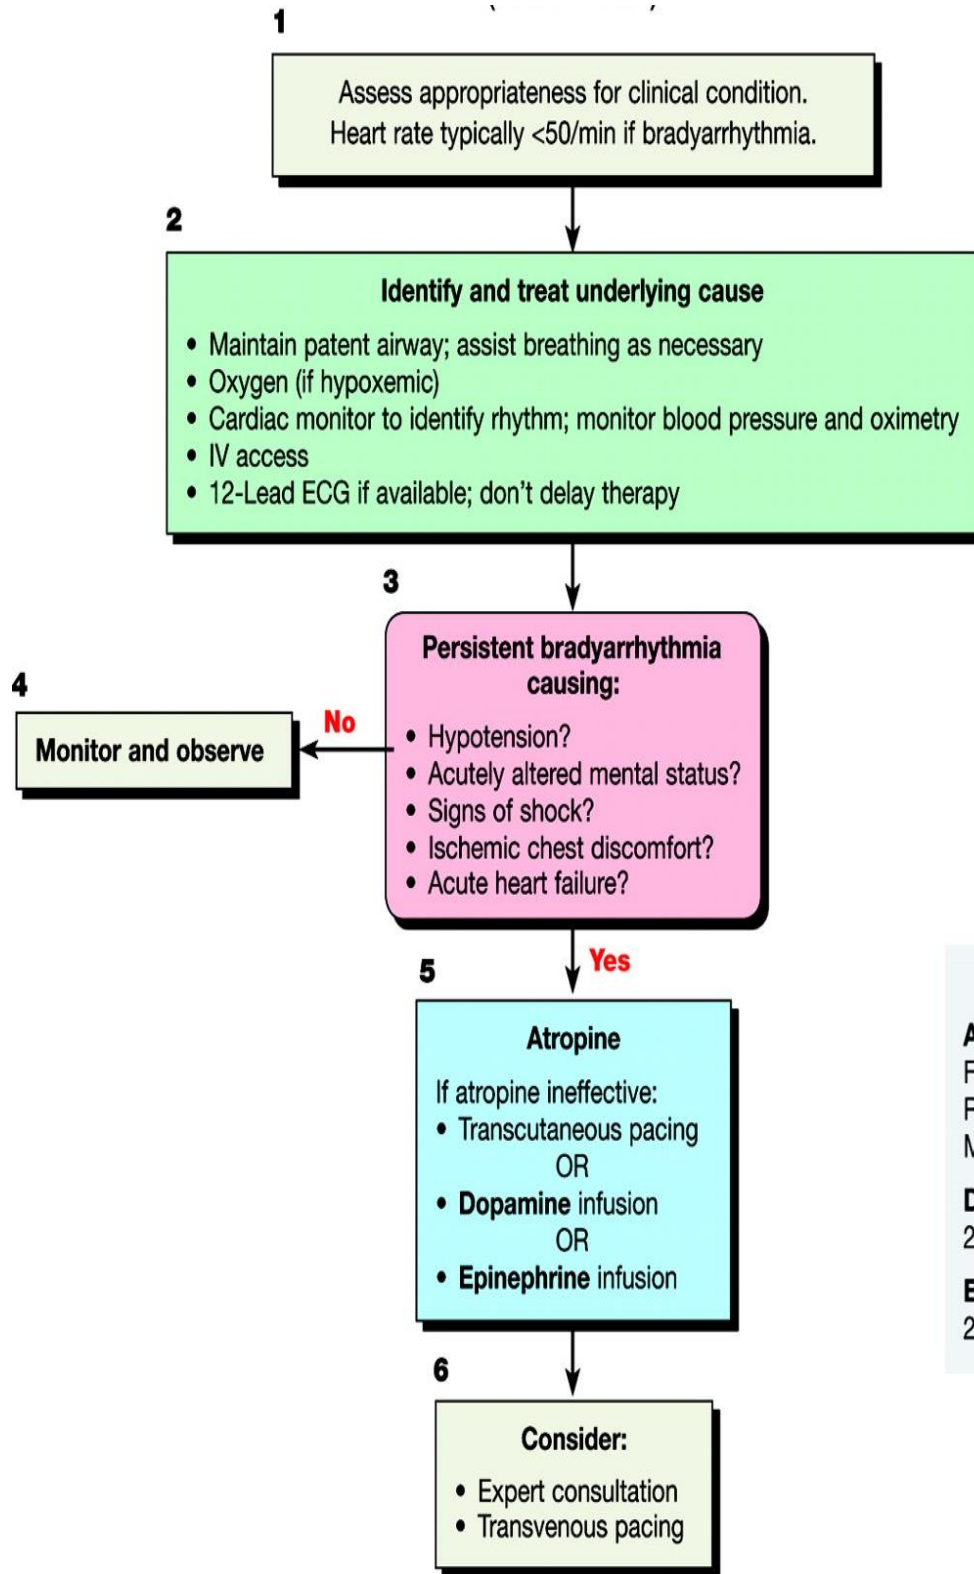 1
Assess appropriateness for clinical condition.
Heart rate typically <50/min if bradyarrhythmia.
2
Identify and treat underlying cause
• Maintain patent airway; assist breathing as necessary
• Oxygen (if hypoxemic)
• Cardiac monitor to identify rhythm; monitor blood pressure and oximetry
• IV access
• 12-Lead ECG if available; don't delay therapy
3
Persistent bradyarrhythmia
causing:
• Hypotension?
• Acutely altered mental status?
• Signs of shock?
• Ischemic chest discomfort?
• Acute heart failure?
4
No
Monitor and observe
Yes
5
Atropine
If atropine ineffective:
• Transcutaneous pacing
OR
• Dopamine infusion
OR
• Epinephrine infusion
6
Consider:
• Expert consultation
• Transvenous pacing